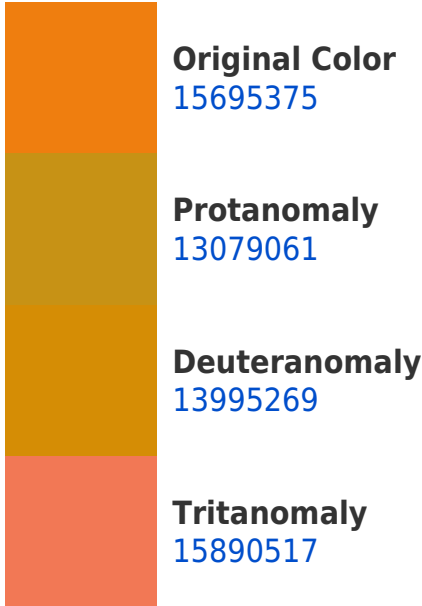 Original Color
15695375
Protanomaly
13079061
Deuteranomaly
13995269
Tritanomaly
15890517